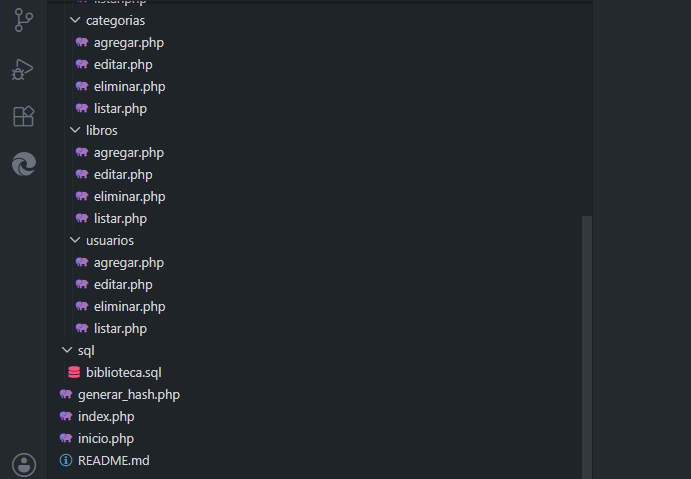 listar.php
categorias
agregar.php
editar.php
eliminar.php
listar.php
libros
agregar.php
editar.php
eliminar.php
listar.php
usuarios
agregar.php
editar.php
eliminar.php
listar.php
sql
biblioteca.sql
generar_hash.php
index.php
inicio.php
README.md